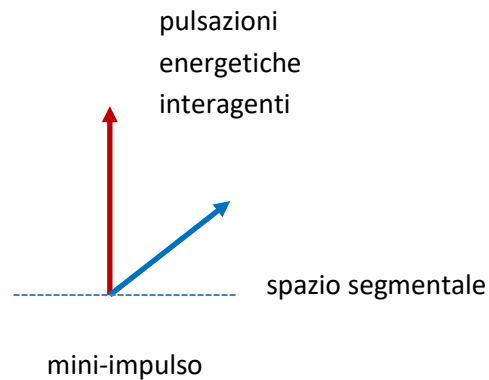 pulsazioni
energetiche
interagenti
spazio segmentale
mini-impulso